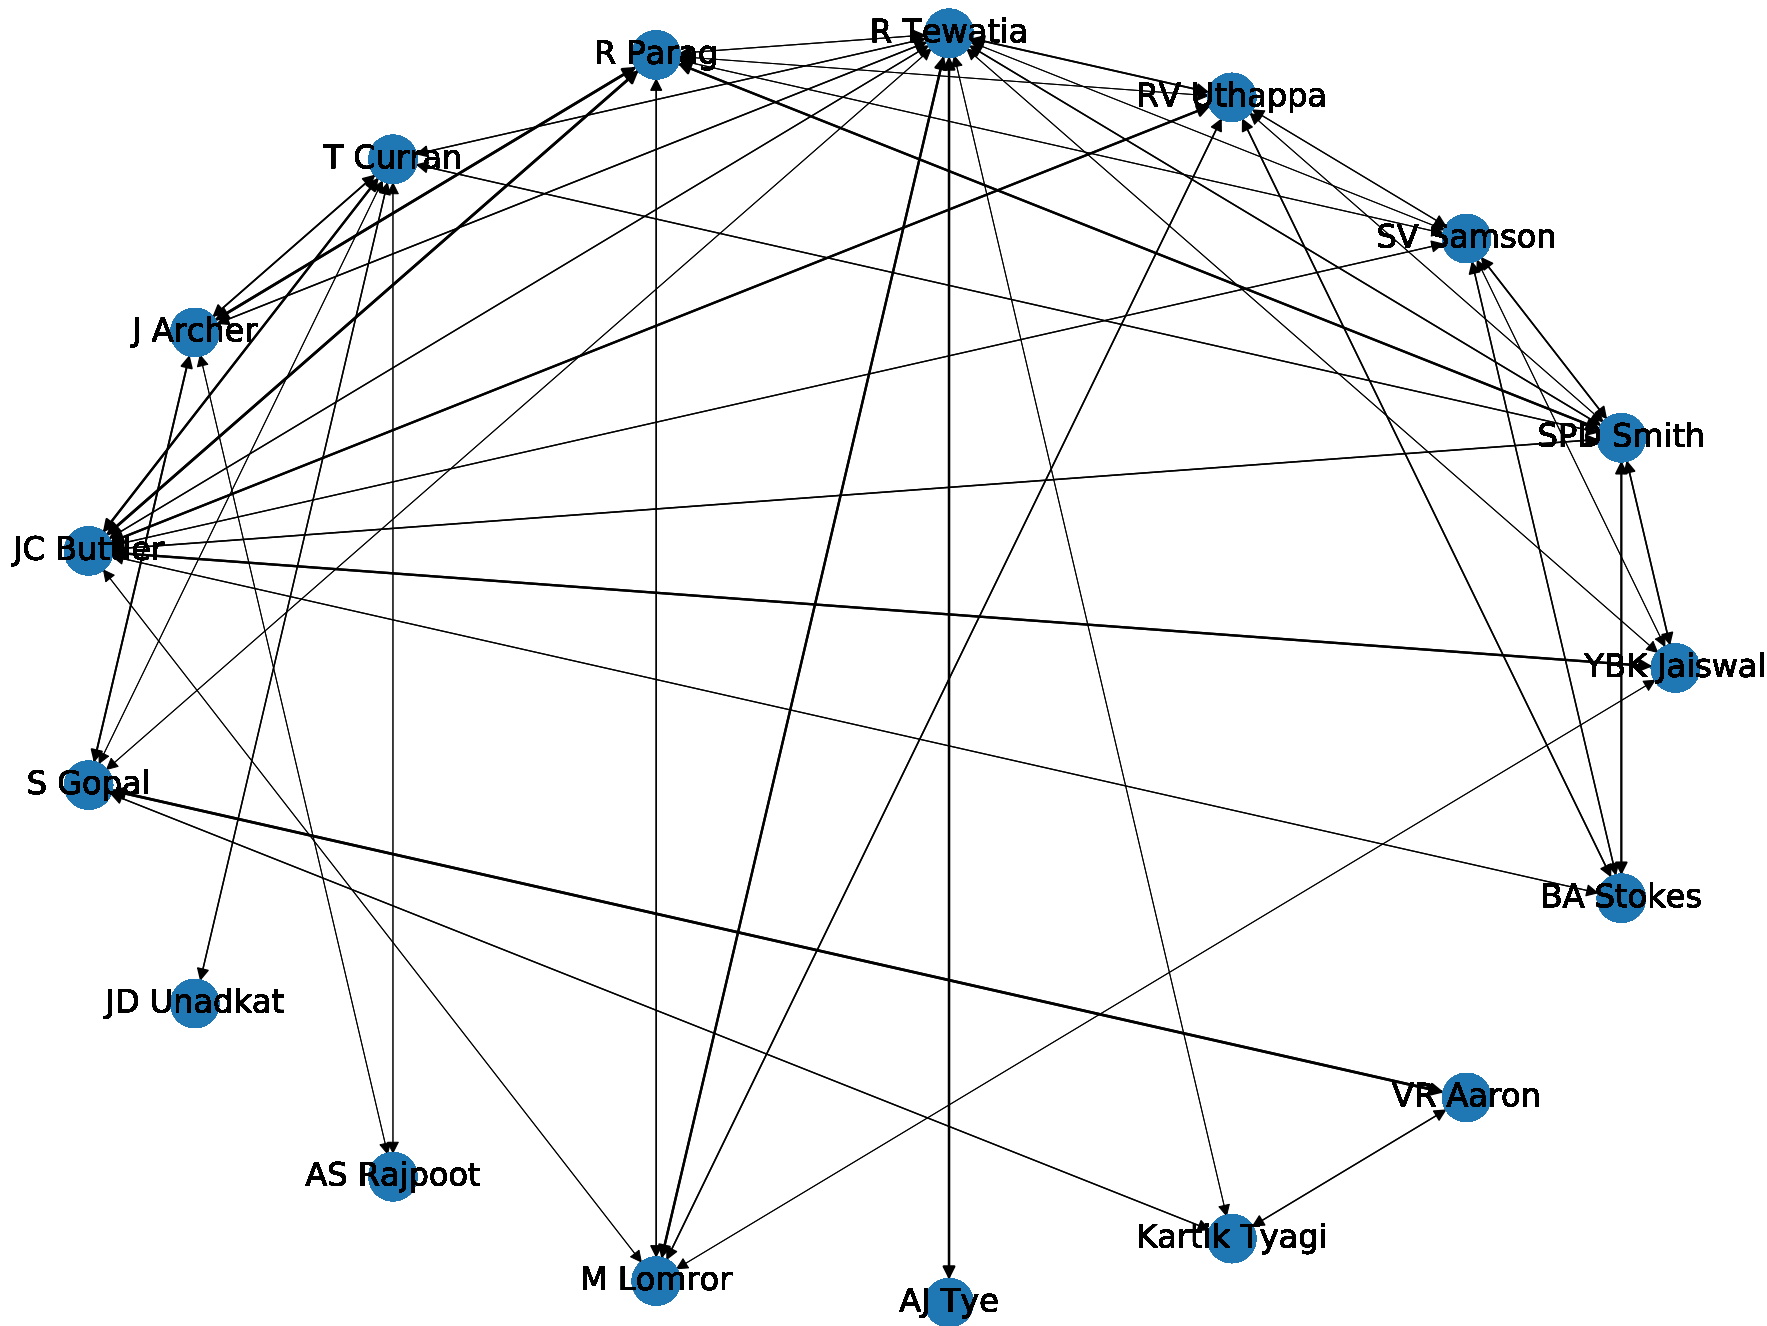 R Tewatia
R Parag
RV Uthappa
T Curran
SV Samson
J Archer
SPD Smith
JC Buttler
YBK Jaiswal
S Gopal
BA Stokes
JD Unadkat
VR Aaron
AS Rajpoot
Kartik Tyagi
M Lomror
AJ Tye